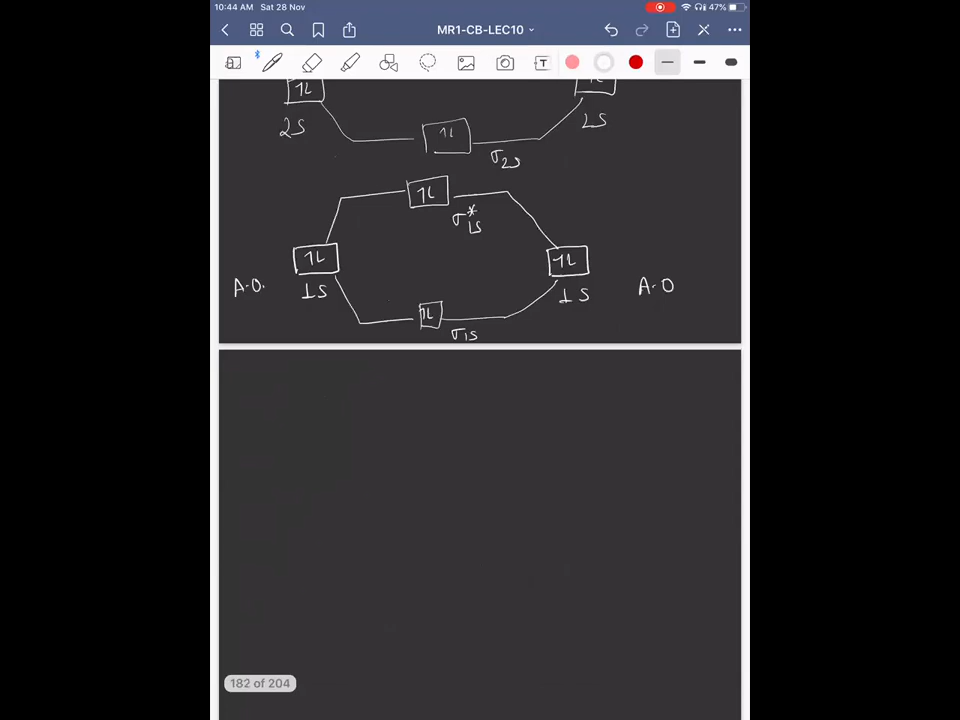 10:44 AM Sat 28 Nov 47%
MR1-CB-LEC10
T
1L 1L
2S 1L 2S
σ2s
1L
σ*1S
1L 1L
A.O. 1S 1S A.O
1L
σ1S
182 of 204